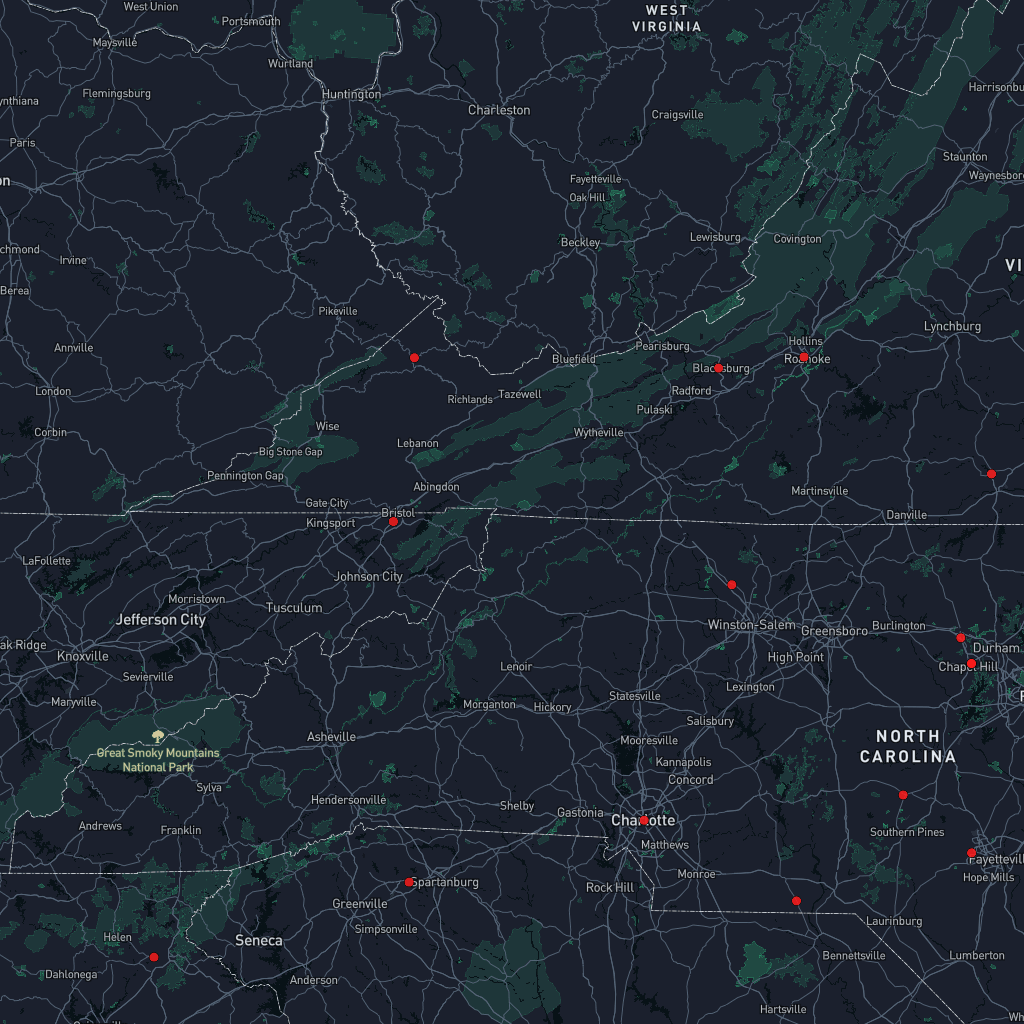 West Union
Portsmouth
WEST
VIRGINIA
Maysville
Wurtland
Flemingsburg
Huntington
Charleston
Craigsville
Harrisonbu
ynthiana
Paris
Staunton
Waynesboro
on
Fayetteville
Oak Hill
Lewisburg
Covington
Beckley
chmond
Irvine
VI
Berea
Pikeville
Lynchburg
Hollins
Roanoke
Annville
Pearisburg
Bluefield
Blacksburg
London
Richlands
Tazewell
Radford
Pulaski
Corbin
Wise
Lebanon
Wytheville
Big Stone Gap
Pennington Gap
Abingdon
Martinsville
Gate City
Bristol
Danville
Kingsport
LaFollette
Johnson City
Morristown
Tusculum
Jefferson City
Winston-Salem
Greensboro
Burlington
ak Ridge
Knoxville
High Point
Durham
Chapel Hill
Lenoir
Sevierville
Maryville
Statesville
Lexington
Morganton
Hickory
Salisbury
Asheville
Mooresville
NORTH
CAROLINA
Great Smoky Mountains
National Park
Kannapolis
Concord
Sylva
Hendersonville
Shelby
Gastonia
Charlotte
Andrews
Franklin
Southern Pines
Matthews
Fayettevill
Hope Mills
Monroe
Spartanburg
Rock Hill
Greenville
Laurinburg
Simpsonville
Helen
Seneca
Bennettsville
Lumberton
Dahlonega
Anderson
Hartsville
Wh